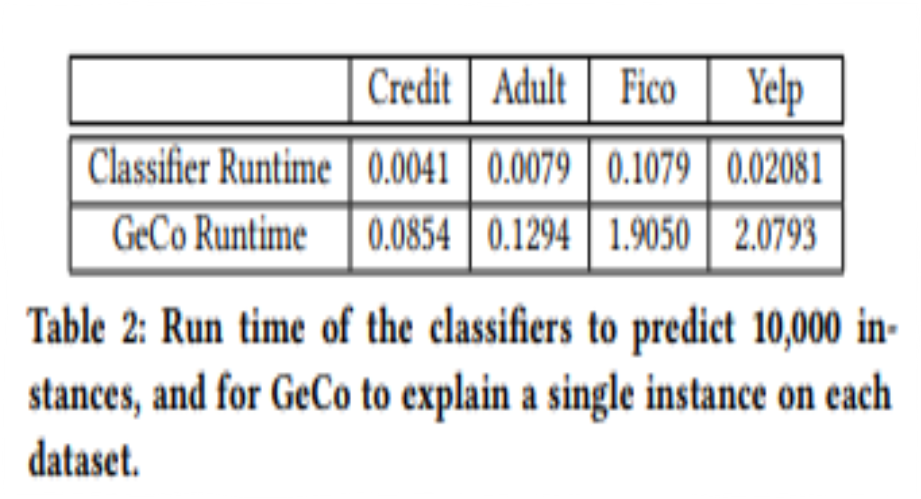 Credit Adult Fico Yelp
Classifier Runtime 0.0041 0.0079 0.1079 0.02081
GeCo Runtime 0.0854 0.1294 1.9050 2.0793
Table 2: Run time of the classifiers to predict 10,000 in-
stances, and for GeCo to explain a single instance on each
dataset.